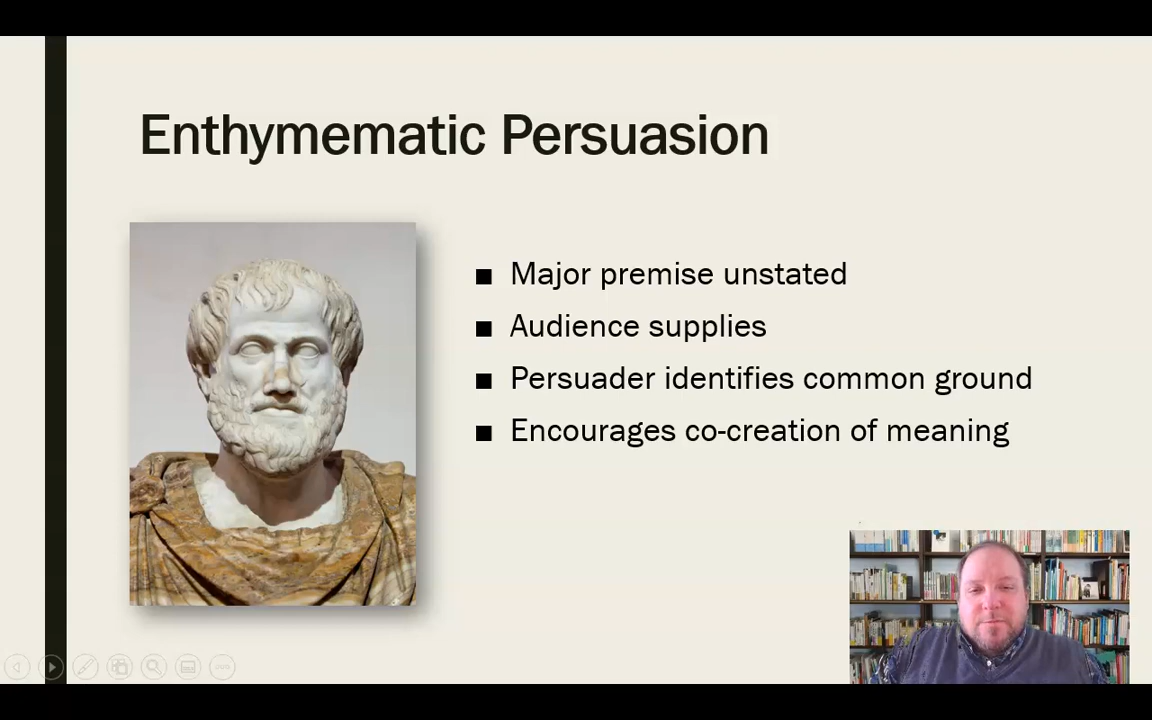 Enthymematic Persuasion
■ Major premise unstated
■ Audience supplies
■ Persuader identifies common ground
■ Encourages co-creation of meaning